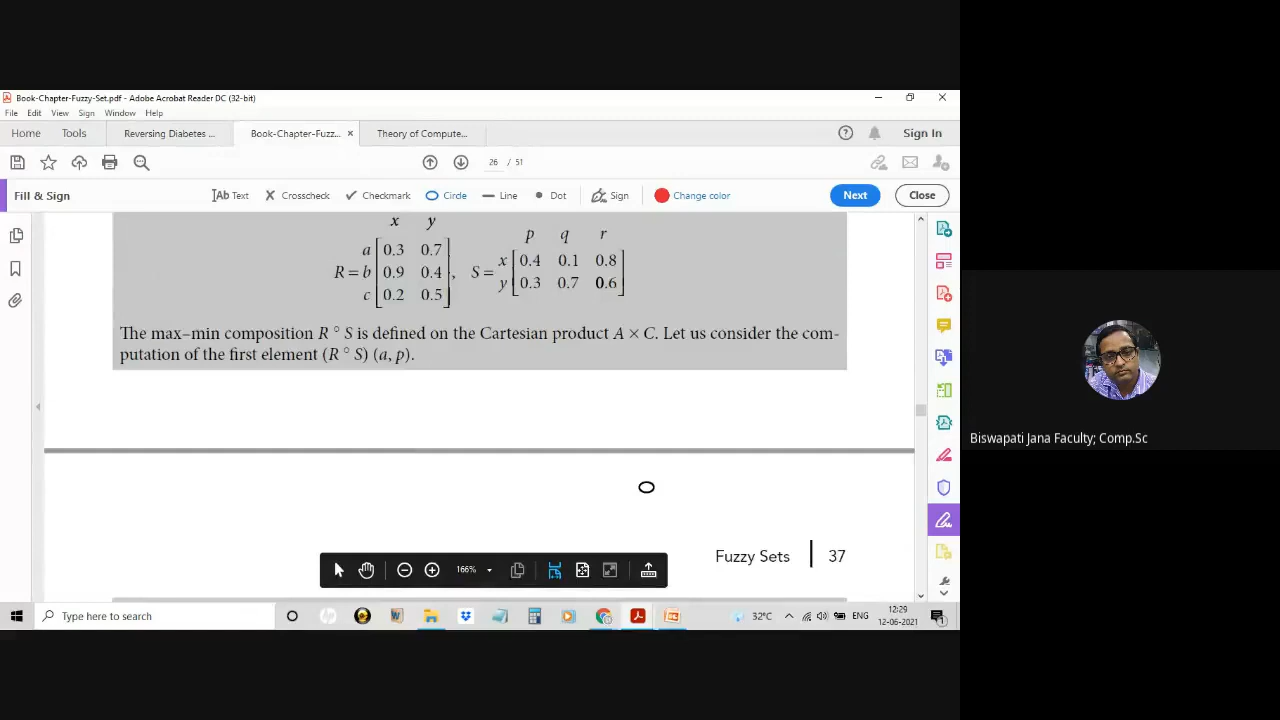 Book-Chapter-Fuzzy-Set.pdf - Adobe Acrobat Reader DC (32-bit)
File Edit View Sign Window Help
Home Tools Reversing Diabetes ... Book-Chapter-Fuzz... × Theory of Compute... Sign In
26 / 51
Fill & Sign Ab Text Crosscheck Checkmark Circle Line Dot Sign Change color Next Close
x y
p q r
a 0.3 0.7
x 0.4 0.1 0.8
R = b 0.9 0.4 , S =
y 0.3 0.7 0.6
c 0.2 0.5
The max–min composition R ° S is defined on the Cartesian product A × C. Let us consider the com-
putation of the first element (R ° S) (a, p).
Biswapati Jana Faculty; Comp.Sc
Fuzzy Sets 37
166%
Type here to search
32°C ENG 12:29
12-06-2021